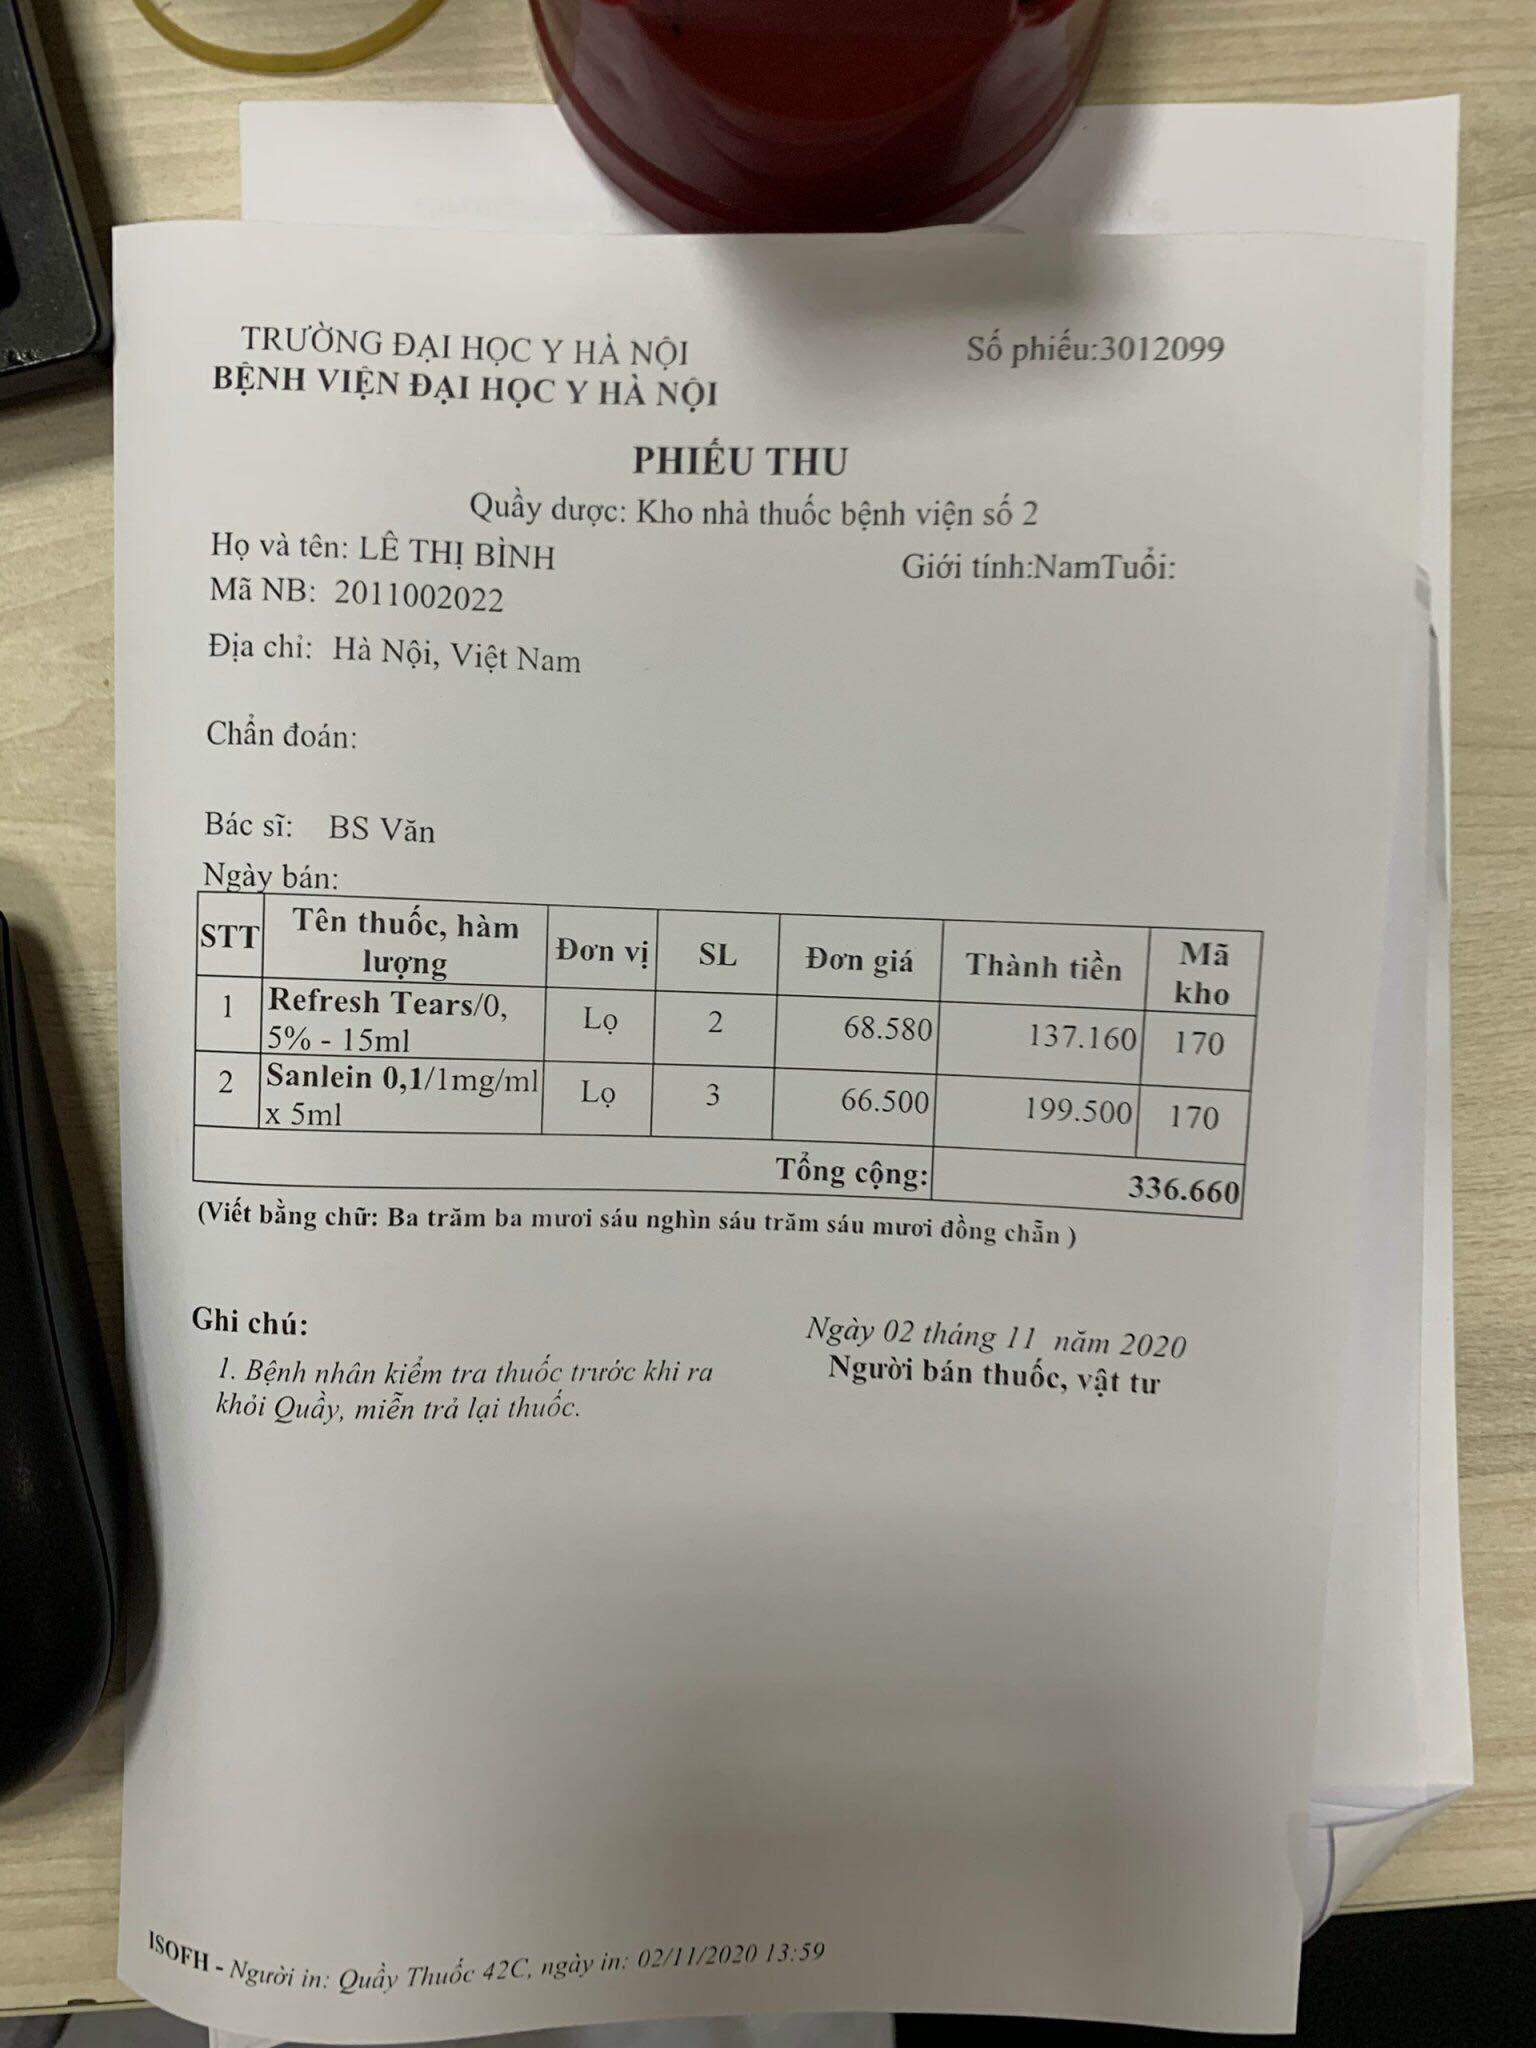 TRƯỜNG ĐẠI HỌC Y HÀ NỘI
BỆNH VIỆN ĐẠI HỌC Y HÀ NỘI
Số phiếu:3012099
PHIẾU THU
Quầy dược: Kho nhà thuốc bệnh viện số 2
Họ và tên: LÊ THỊ BÌNH
Giới tính:NamTuổi:
Mã NB: 2011002022
Địa chỉ: Hà Nội, Việt Nam
Chẩn đoán:
Bác sĩ: BS Văn
Ngày bán:
STT Tên thuốc, hàm lượng Đơn vị SL Đơn giá Thành tiền Mã kho
1 Refresh Tears/0, Lọ 2 68.580 137.160 170
5% - 15ml
2 Sanlein 0,1/1mg/ml Lọ 3 66.500 199.500 170
x 5ml
Tổng cộng: 336.660
(Viết bằng chữ: Ba trăm ba mươi sáu nghìn sáu trăm sáu mươi đồng chẵn )
Ghi chú:
1. Bệnh nhân kiểm tra thuốc trước khi ra
khỏi Quầy, miễn trả lại thuốc.
Ngày 02 tháng 11 năm 2020
Người bán thuốc, vật tư
ISOFH - Người in: Quầy Thuốc 42C, ngày in: 02/11/2020 13:59